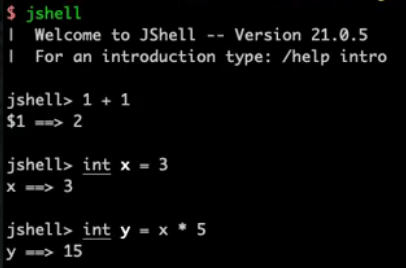 $ jshell
| Welcome to JShell -- Version 21.0.5
| For an introduction type: /help intro
jshell> 1 + 1
$1 ==> 2
jshell> int x = 3
x ==> 3
jshell> int y = x * 5
y ==> 15